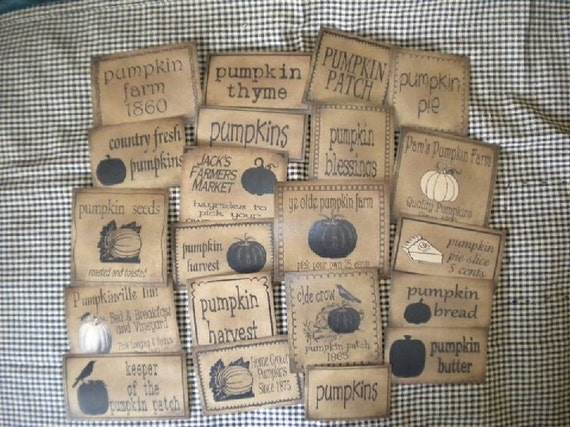 pumpkin
farm
1860
pumpkin
thyme
PUMPKIN
PATCH
pumpkin
pie
country fresh
pumpkins
pumpkins
pumpkin
blessings
Pam's Pumpkin Farm
Quality Pumpkins
JACK'S
FARMERS
MARKET
hayrides to
pick your
pumpkin seeds
roasted and toasted
ye olde pumpkin farm
pick your own 25 cents
pumpkin
harvest
pumpkin
pie slice
5 cents
Pumpkinville Inn
Bed & Breakfast
and Vineyard
pumpkin
harvest
olde crow
pumpkin patch
1865
pumpkin
bread
keeper
of the
pumpkin patch
Home Grown
Pumpkins
Since 1875
pumpkins
pumpkin
butter